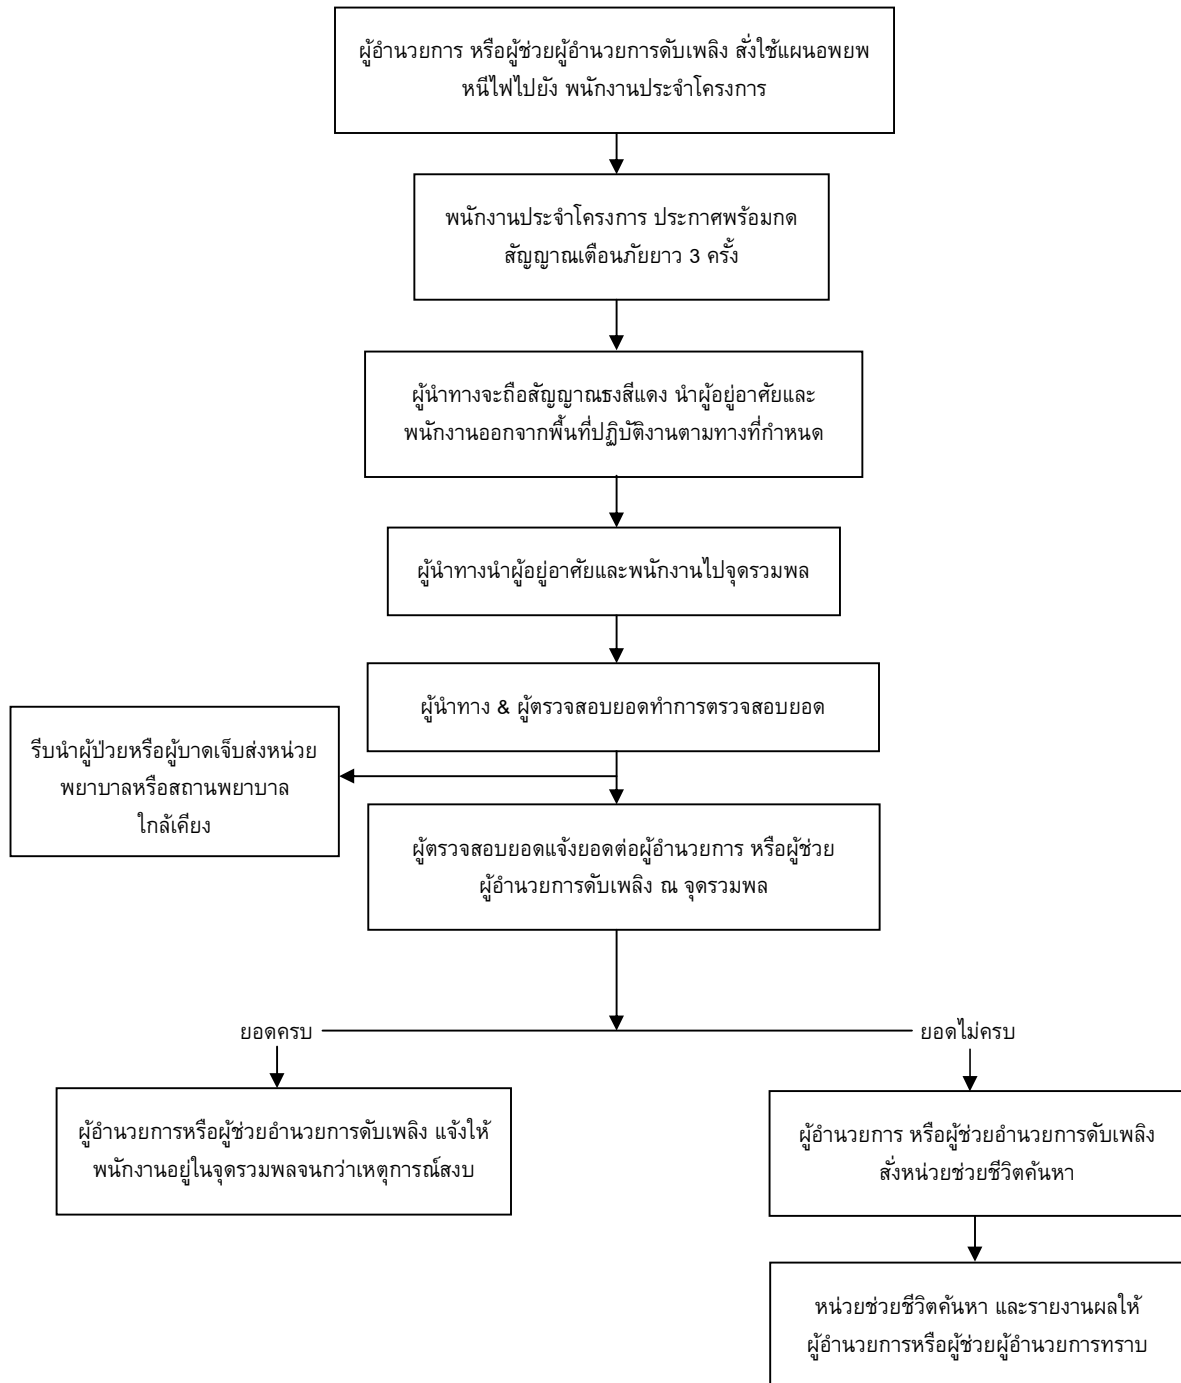 ผู้อำนวยการ หรือผู้ช่วยผู้อำนวยการดับเพลิง สั่งใช้แผนอพยพ
หนีไฟไปยัง พนักงานประจำโครงการ
พนักงานประจำโครงการ ประกาศพร้อมกด
สัญญาณเตือนภัยยาว 3 ครั้ง
ผู้นำทางจะถือสัญญาณธงสีแดง นำผู้อยู่อาศัยและ
พนักงานออกจากพื้นที่ปฏิบัติงานตามทางที่กำหนด
ผู้นำทางนำผู้อยู่อาศัยและพนักงานไปจุดรวมพล
ผู้นำทาง & ผู้ตรวจสอบยอดทำการตรวจสอบยอด
รีบนำผู้ป่วยหรือผู้บาดเจ็บส่งหน่วย
พยาบาลหรือสถานพยาบาล
ใกล้เคียง
ผู้ตรวจสอบยอดแจ้งยอดต่อผู้อำนวยการ หรือผู้ช่วย
ผู้อำนวยการดับเพลิง ณ จุดรวมพล
ยอดครบ
ยอดไม่ครบ
ผู้อำนวยการหรือผู้ช่วยอำนวยการดับเพลิง แจ้งให้
พนักงานอยู่ในจุดรวมพลจนกว่าเหตุการณ์สงบ
ผู้อำนวยการ หรือผู้ช่วยอำนวยการดับเพลิง
สั่งหน่วยช่วยชีวิตค้นหา
หน่วยช่วยชีวิตค้นหา และรายงานผลให้
ผู้อำนวยการหรือผู้ช่วยผู้อำนวยการทราบ